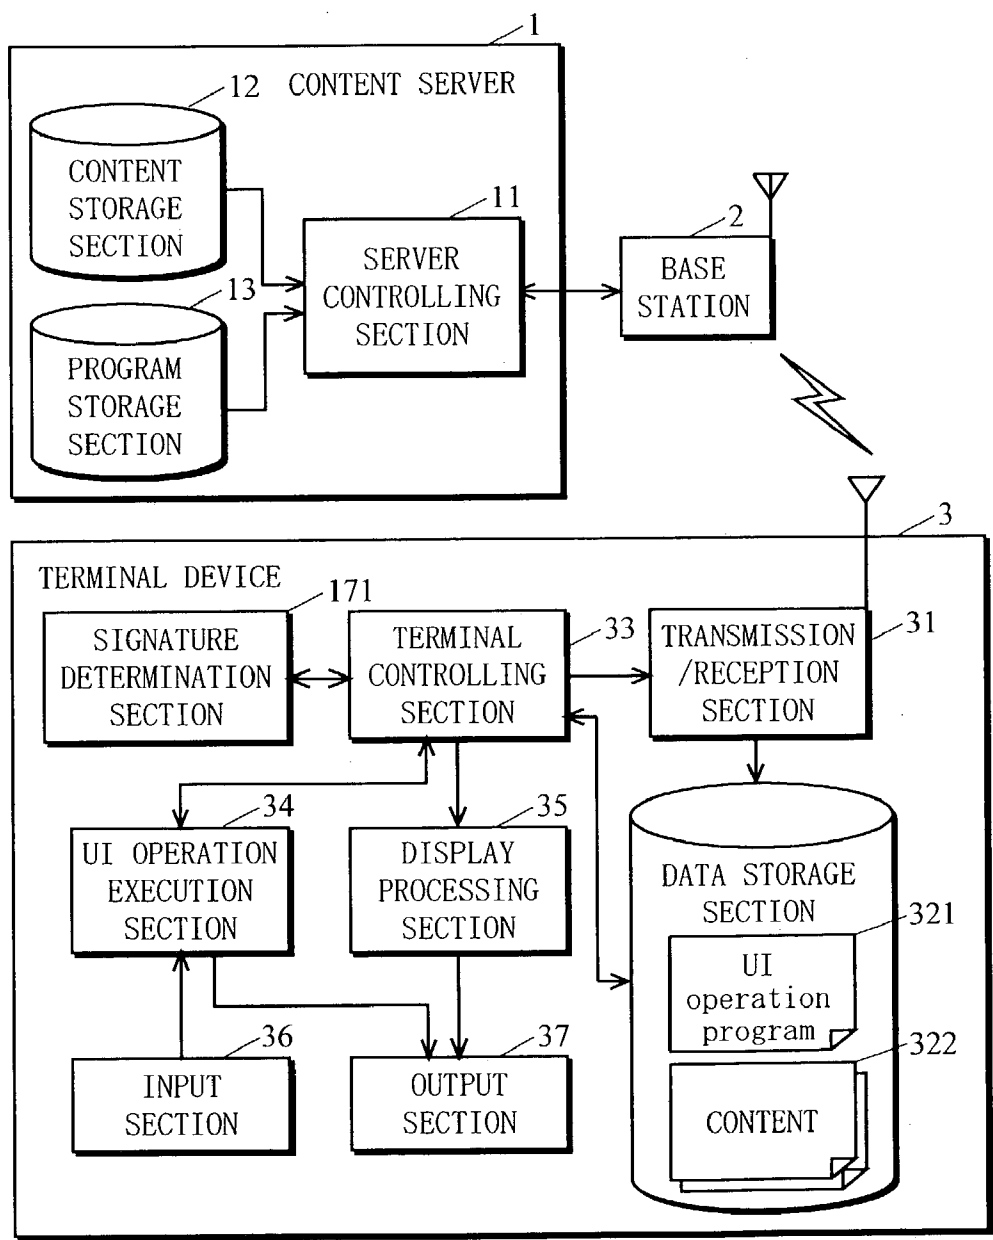 1
12
CONTENT SERVER
CONTENT
STORAGE
SECTION
11
2
SERVER
CONTROLLING
SECTION
BASE
STATION
13
PROGRAM
STORAGE
SECTION
3
TERMINAL DEVICE
171
SIGNATURE
DETERMINATION
SECTION
33
TERMINAL
CONTROLLING
SECTION
31
TRANSMISSION
/RECEPTION
SECTION
34
UI OPERATION
EXECUTION
SECTION
35
DISPLAY
PROCESSING
SECTION
DATA STORAGE
SECTION
321
UI
operation
program
322
CONTENT
36
INPUT
SECTION
37
OUTPUT
SECTION